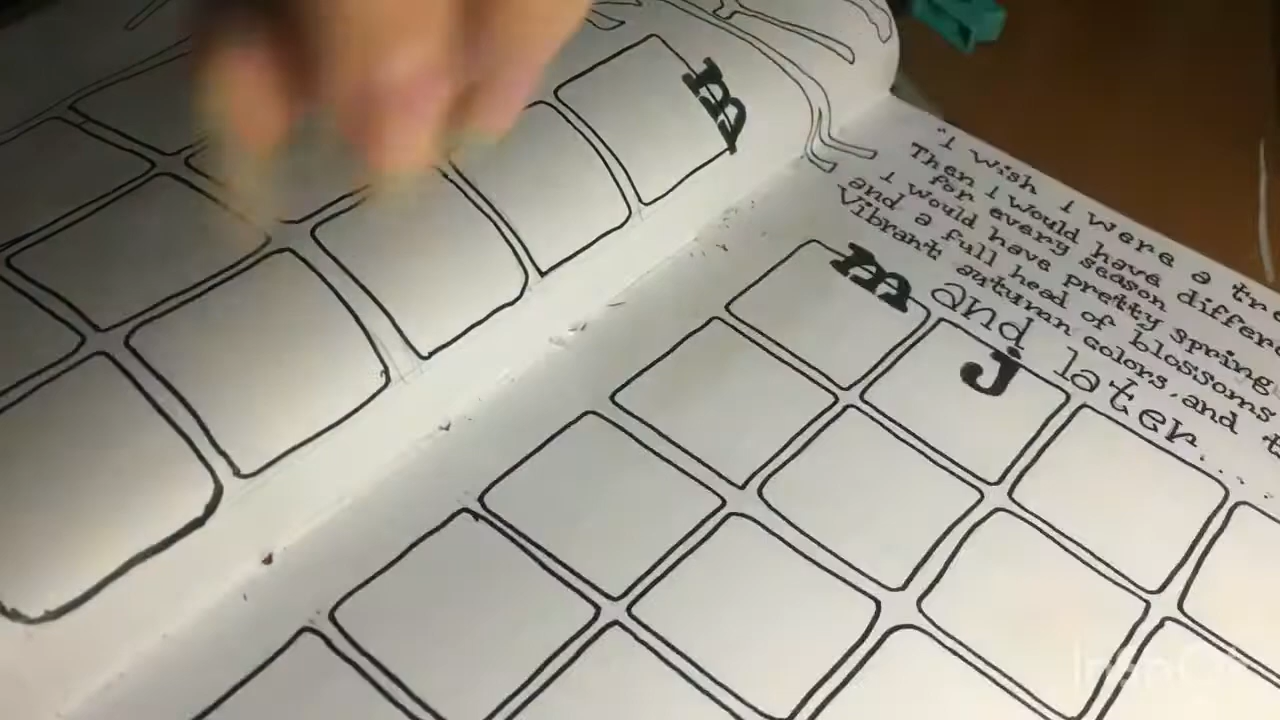 B
"I wish I were a tre
Then I would have differe
for every season
I would have pretty spring
and a full head of blossoms,
Vibrant autumn colors, and t
and later...
m
j